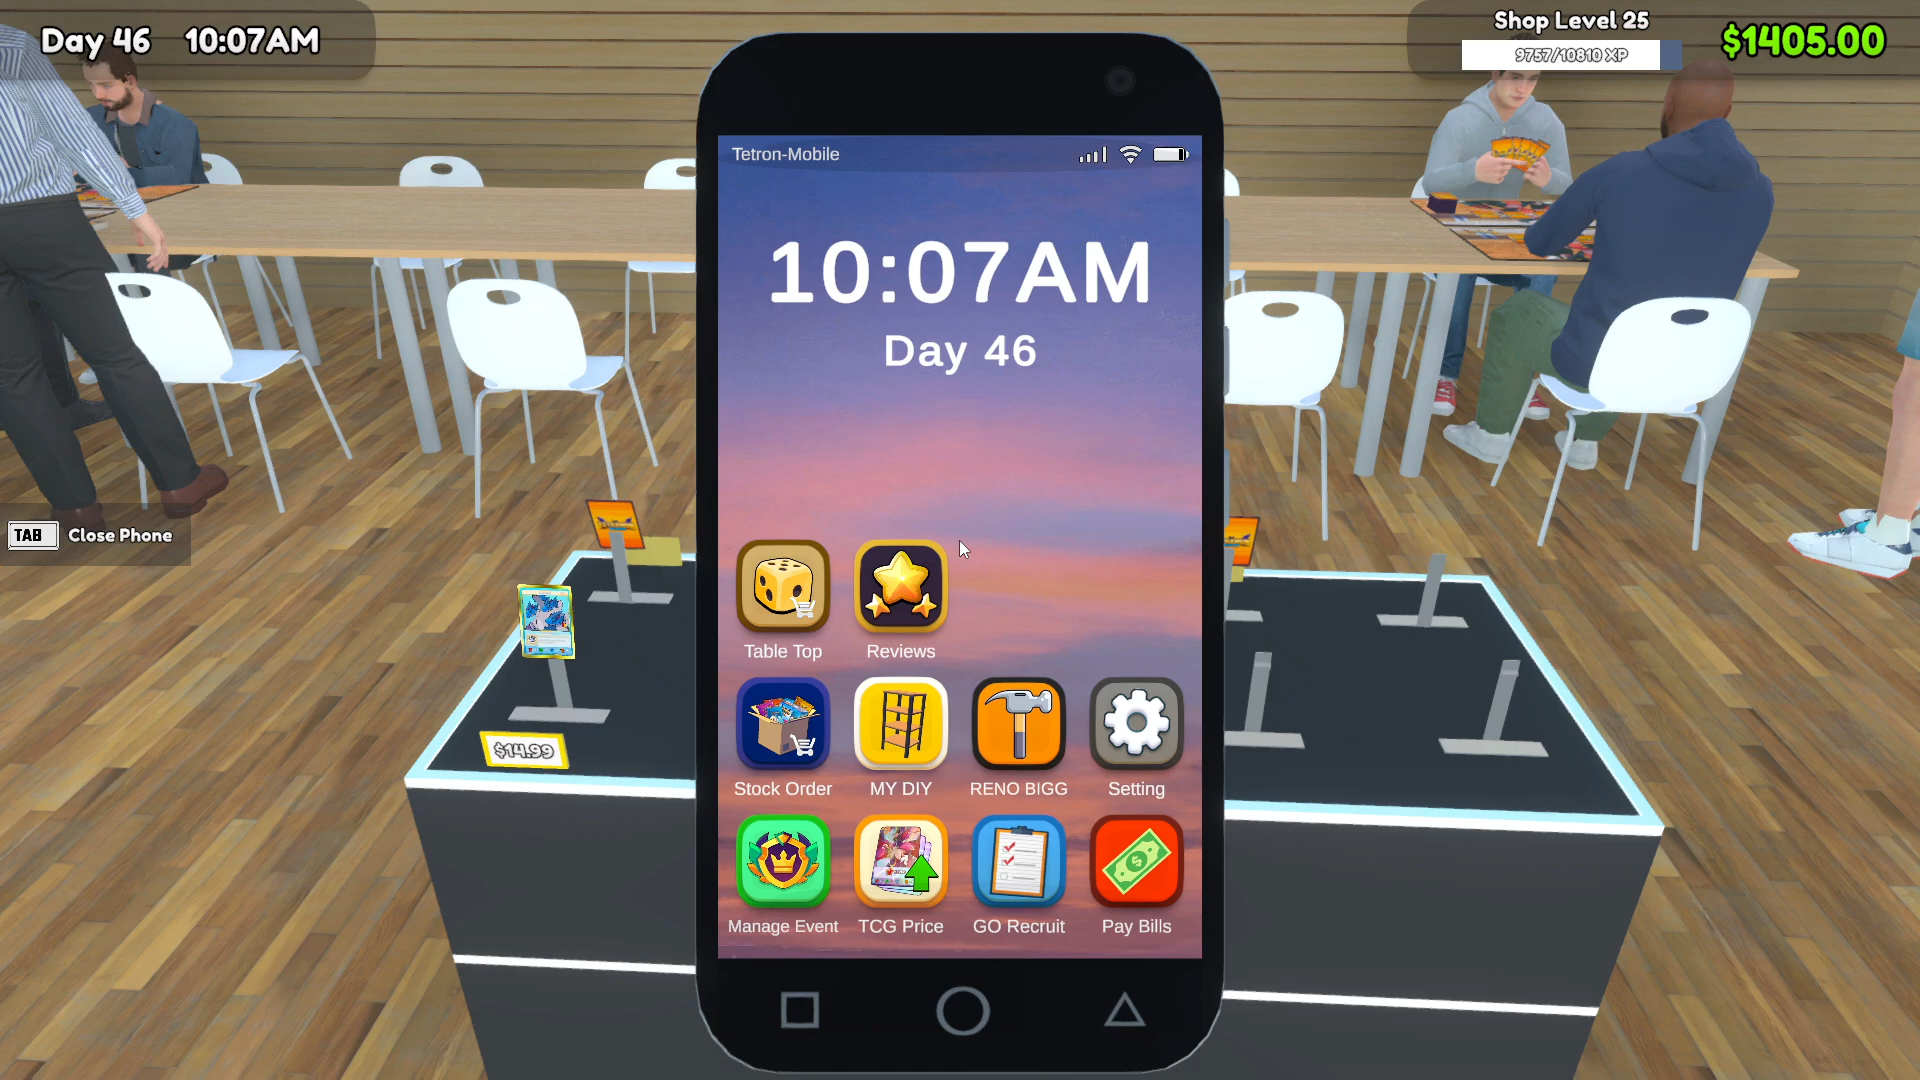 Day 46 10:07AM
Shop Level 25
9757/10810 XP
$1405.00
Tetron-Mobile
10:07AM
Day 46
TAB Close Phone
Table Top
Reviews
Stock Order
MY DIY
RENO BIGG
Setting
Manage Event
TCG Price
GO Recruit
Pay Bills
$14.99